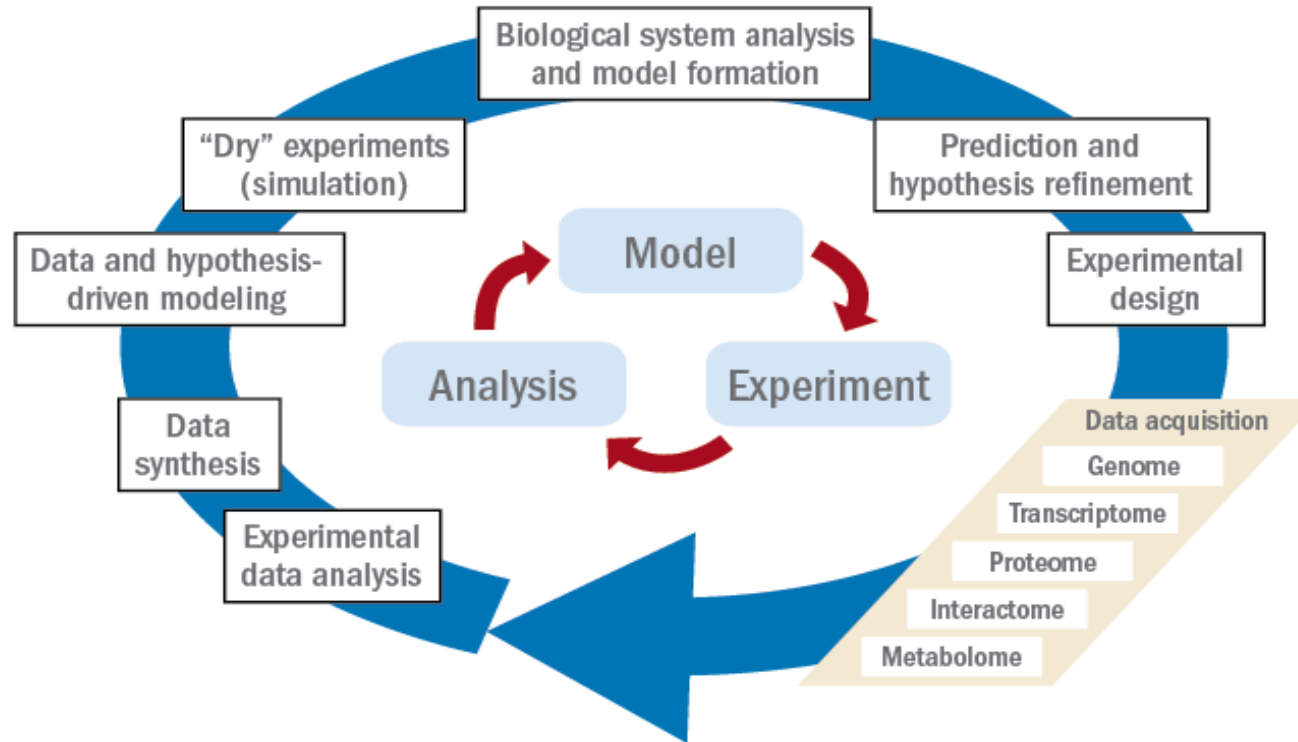 Biological system analysis
and model formation
“Dry” experiments
(simulation)
Prediction and
hypothesis refinement
Data and hypothesis-
driven modeling
Model
Experimental
design
Analysis
Experiment
Data
synthesis
Data acquisition
Genome
Transcriptome
Experimental
data analysis
Proteome
Interactome
Metabolome